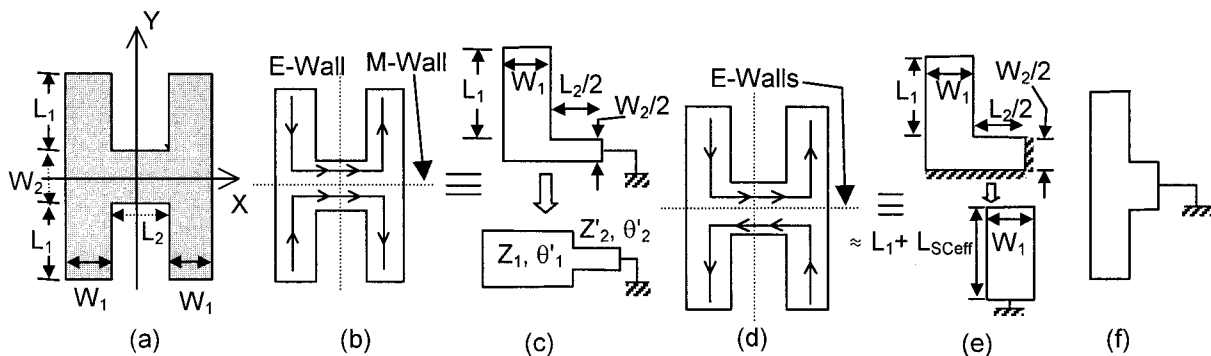 Y
X
L1
W2
L1
L2
W1
W1
(a)
E-Wall
M-Wall
(b)
L1
W1
L2/2
W2/2
Z1, θ'1
Z'2, θ'2
(c)
E-Walls
(d)
L1
W1
W2/2
L2/2
≈ L1 + LSCeff
W1
(e)
(f)